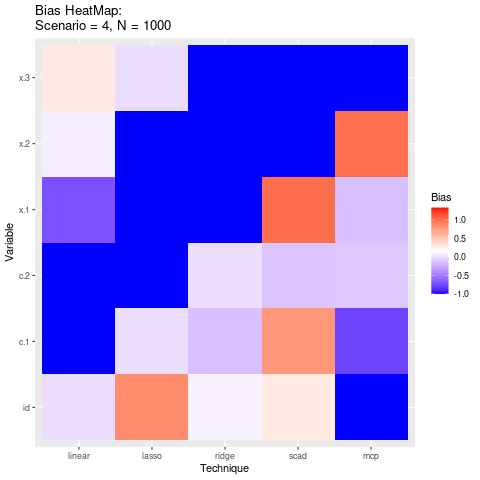 Bias HeatMap:
Scenario = 4, N = 1000
x.3
x.2
x.1
c.2
c.1
id
Variable
linear
lasso
ridge
scad
mcp
Technique
Bias
1.0
0.5
0.0
-0.5
-1.0